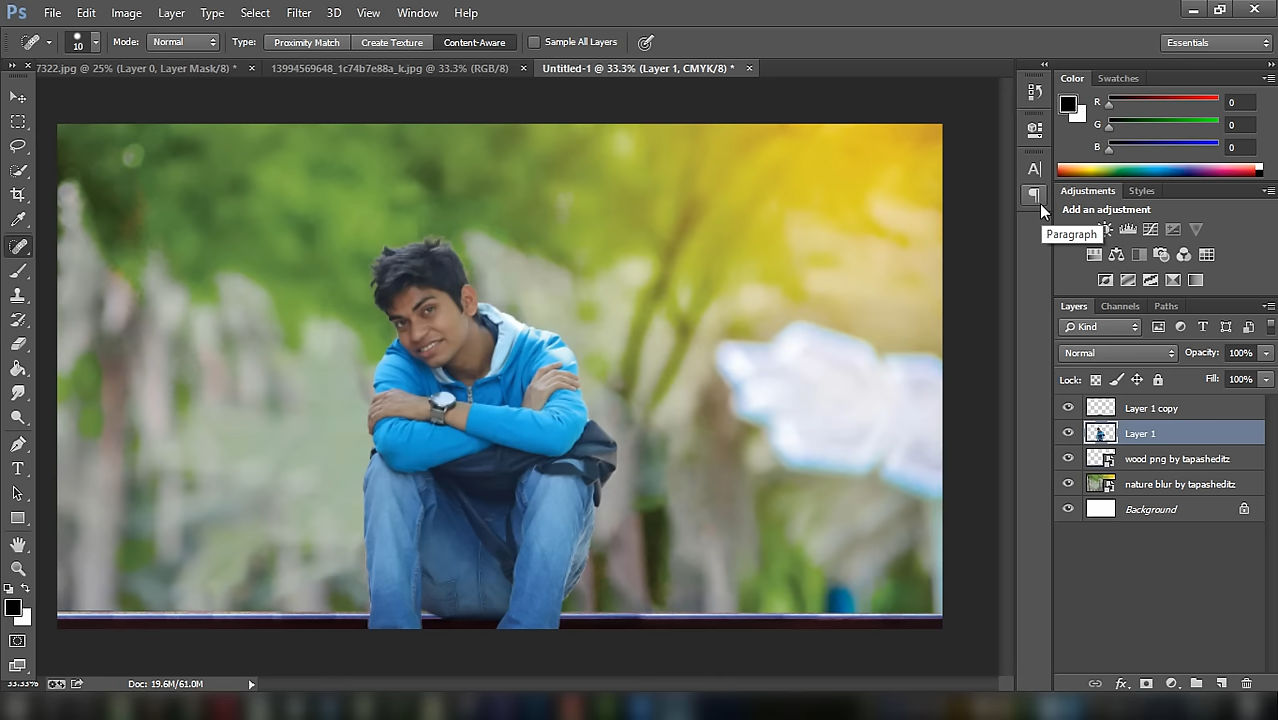 Ps File Edit Image Layer Type Select Filter 3D View Window Help
10 Mode: Normal Type: Proximity Match Create Texture Content-Aware Sample All Layers Essentials
7322.jpg @ 25% (Layer 0, Layer Mask/8) * × 13994569648_1c74b7e88a_k.jpg @ 33.3% (RGB/8) × Untitled-1 @ 33.3% (Layer 1, CMYK/8) * ×
Color Swatches
R 0
G 0
B 0
Adjustments Styles
Add an adjustment
Paragraph
Layers Channels Paths
Kind
Normal Opacity: 100%
Lock: Fill: 100%
Layer 1 copy
Layer 1
wood png by tapasheditz
nature blur by tapasheditz
Background
33.33% Doc: 19.6M/61.0M